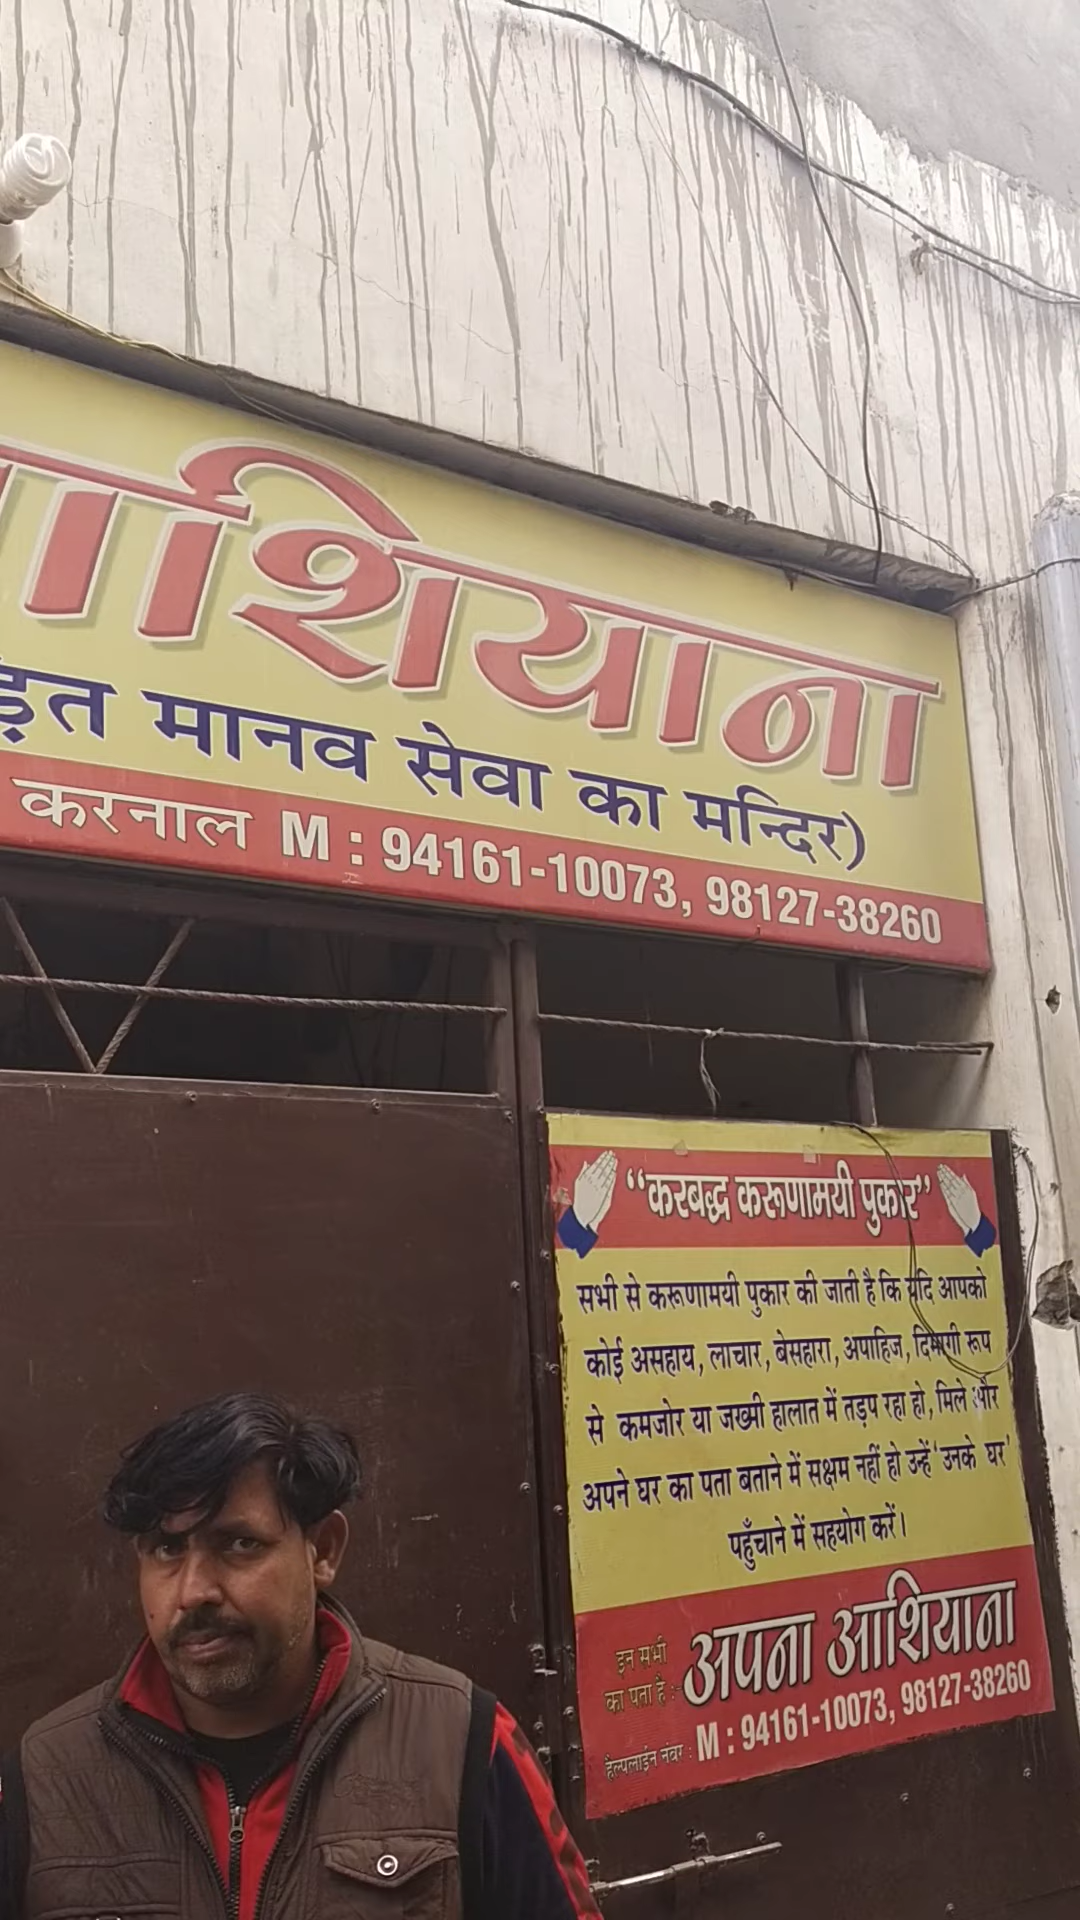 आशियाना
मानव सेवा का मन्दिर)
करनाल M : 94161-10073, 98127-38260
“करबद्ध करूणामयी पुकार”
सभी से करूणामयी पुकार की जाती है कि यदि आपको
कोई असहाय, लाचार, बेसहारा, अपाहिज, दिमागी रूप
से कमजोर या जख्मी हालात में तड़प रहा हो, मिले और
अपने घर का पता बताने में सक्षम नहीं हो उन्हें ‘उनके घर’
पहुँचाने में सहयोग करें।
इन सभी
का पता है :-
अपना आशियाना
हैल्पलाईन नंबर : M : 94161-10073, 98127-38260